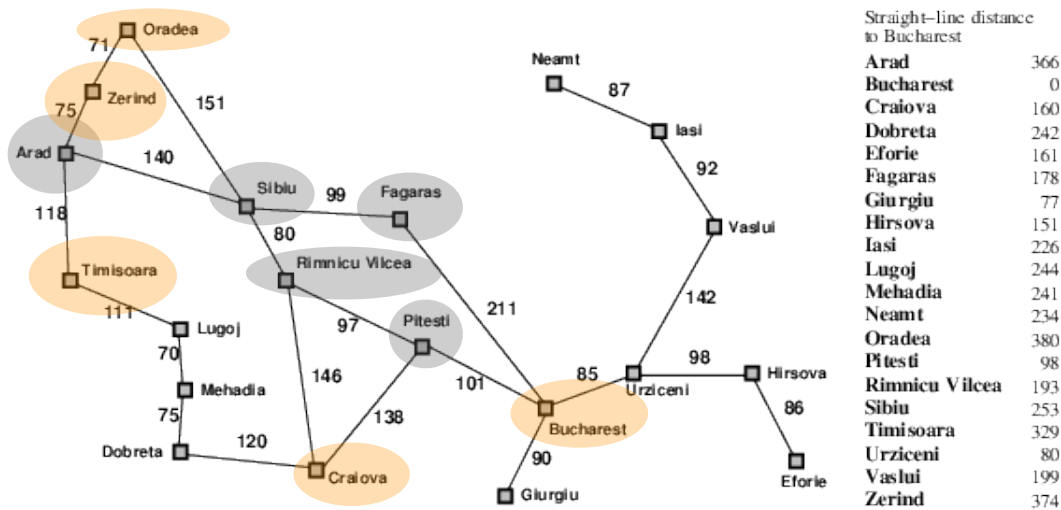 Oradea
71
Neamt
87
Zerind
151
75
Iasi
Arad
140
92
Sibiu
99
Fagaras
118
Vaslui
80
Timisoara
Rimnicu Vilcea
142
111
211
Lugoj
97
Pitesti
70
98
Hirsova
146
101
85
Urziceni
Mehadia
138
86
75
Bucharest
Dobreta
120
90
Craiova
Eforie
Giurgiu
Straight–line distance
to Bucharest
Arad 366
Bucharest 0
Craiova 160
Dobreta 242
Eforie 161
Fagaras 178
Giurgiu 77
Hirsova 151
Iasi 226
Lugoj 244
Mehadia 241
Neamt 234
Oradea 380
Pitesti 98
Rimnicu Vilcea 193
Sibiu 253
Timisoara 329
Urziceni 80
Vaslui 199
Zerind 374